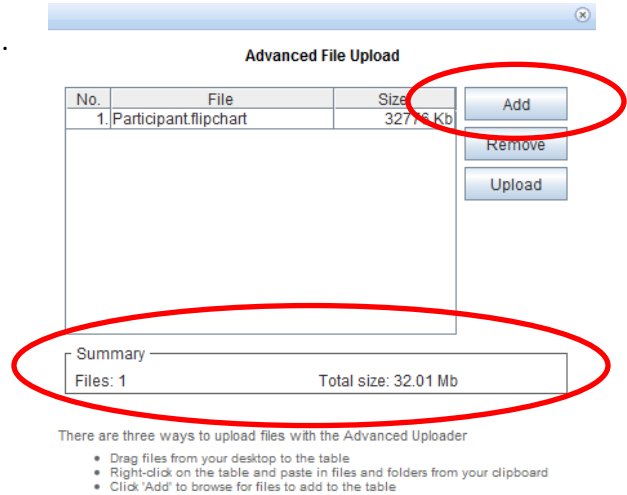 .
Advanced File Upload
No. File Size
1. Participant.flipchart 32776 Kb
Add
Remove
Upload
Summary
Files: 1 Total size: 32.01 Mb
There are three ways to upload files with the Advanced Uploader
• Drag files from your desktop to the table
• Right-click on the table and paste in files and folders from your clipboard
• Click 'Add' to browse for files to add to the table